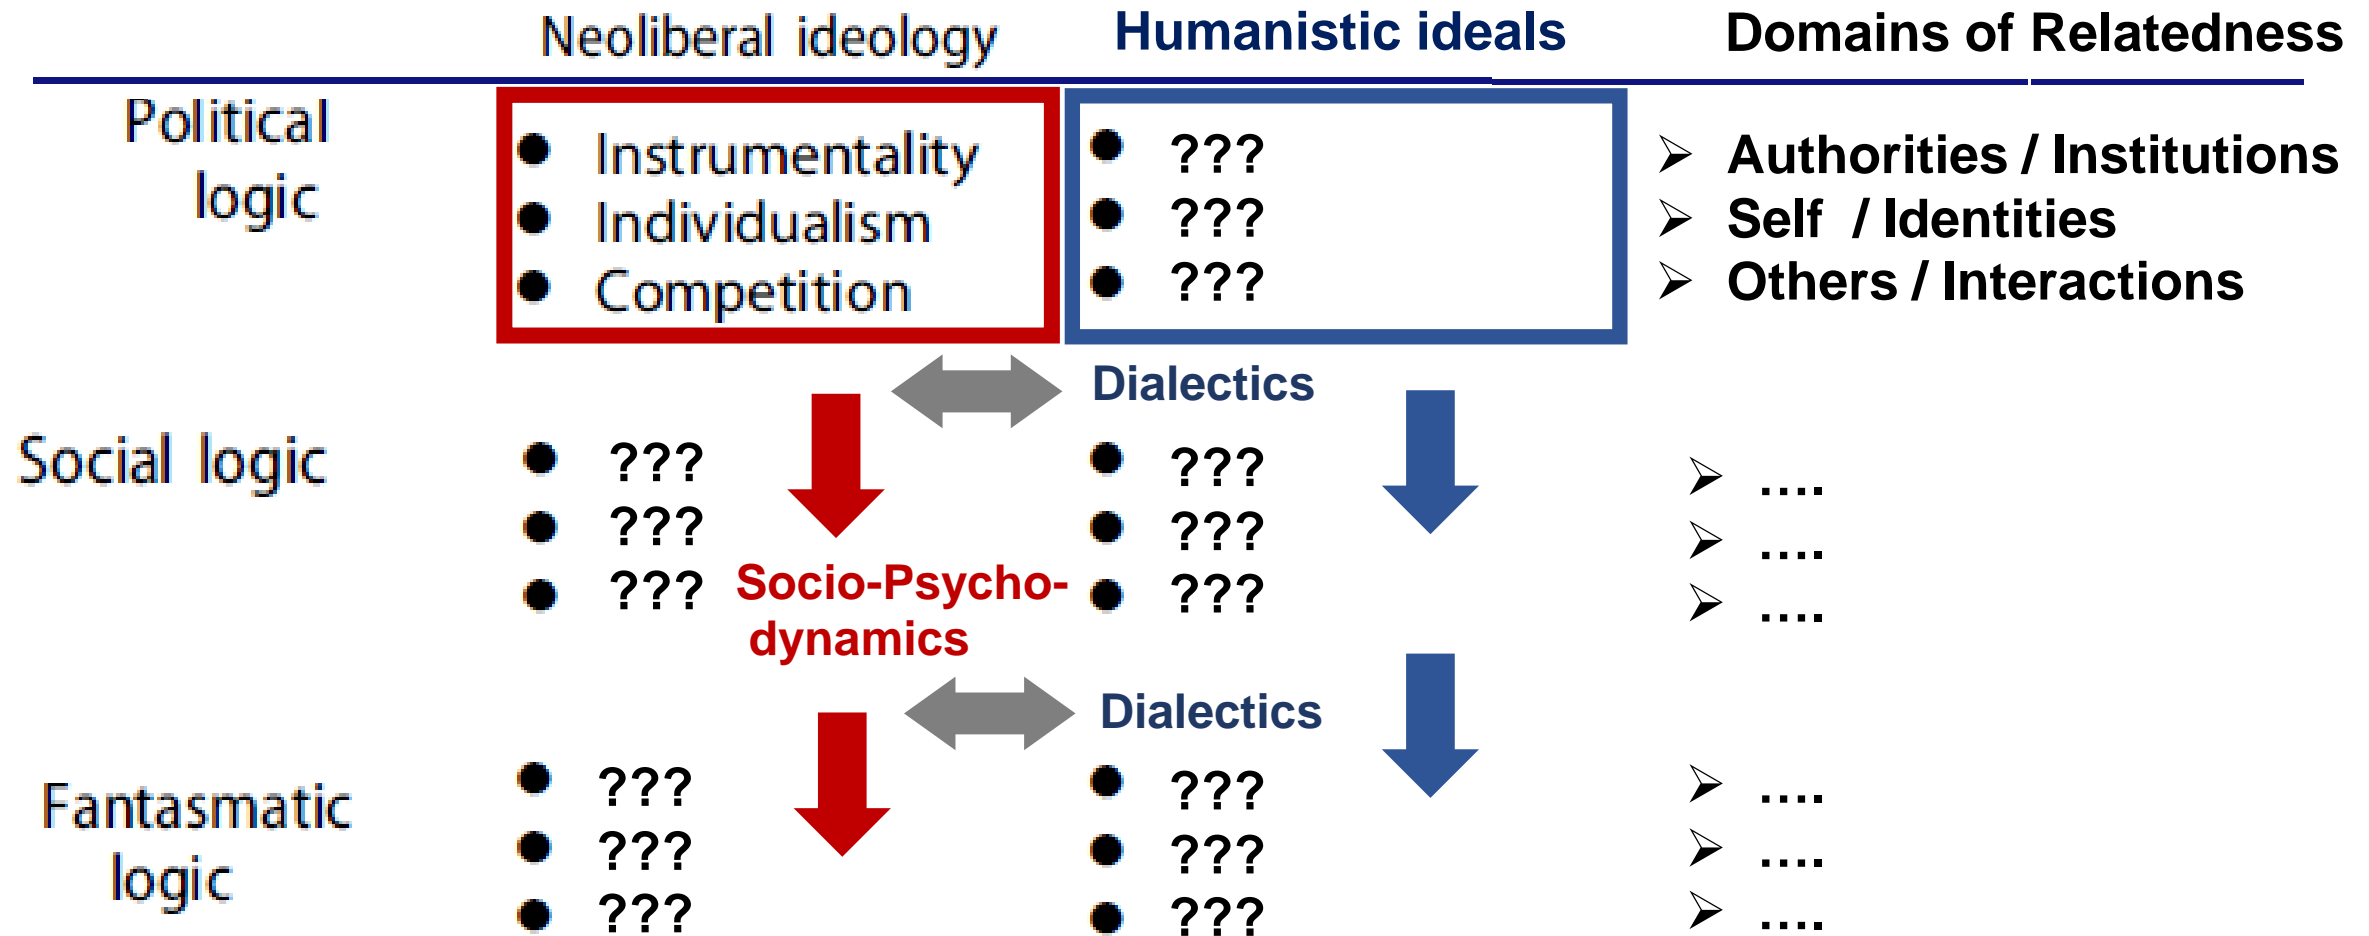 Neoliberal ideology Humanistic ideals Domains of Relatedness
Political
logic
● Instrumentality
● Individualism
● Competition
● ???
● ???
● ???
➢ Authorities / Institutions
➢ Self / Identities
➢ Others / Interactions
Dialectics
Social logic
● ???
● ???
● ???
Socio-Psycho-
dynamics
● ???
● ???
● ???
➢ ....
➢ ....
➢ ....
Dialectics
Fantasmatic
logic
● ???
● ???
● ???
● ???
● ???
● ???
➢ ....
➢ ....
➢ ....